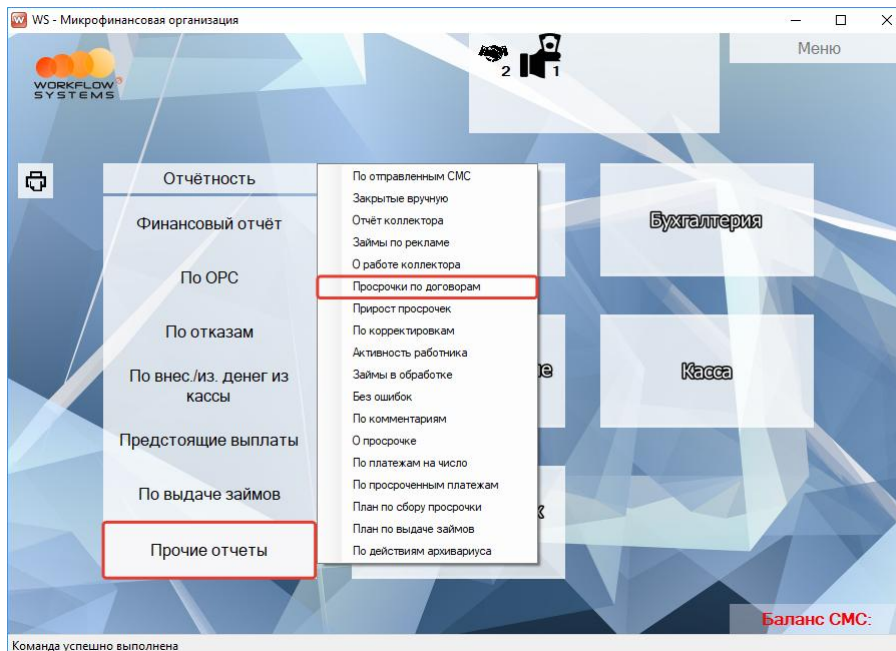 WS - Микрофинансовая организация
WORKFLOW
SYSTEMS
2
1
Меню
Отчётность
Финансовый отчёт
По ОРС
По отказам
По внес./из. денег из
кассы
Предстоящие выплаты
По выдаче займов
Прочие отчеты
По отправленным СМС
Закрытые вручную
Отчёт коллектора
Займы по рекламе
О работе коллектора
Просрочки по договорам
Прирост просрочек
По корректировкам
Активность работника
Займы в обработке
Без ошибок
По комментариям
О просрочке
По платежам на число
По просроченным платежам
План по сбору просрочки
План по выдаче займов
По действиям архивариуса
Бухгалтерия
Касса
Баланс СМС:
Команда успешно выполнена